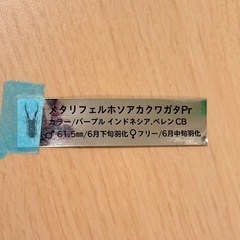 メタリフェルホソアカクワガタPr
カラー/パープル インドネシア.ペレン CB
♂61.5mm/6月下旬羽化 ♀フリー/6月中旬羽化